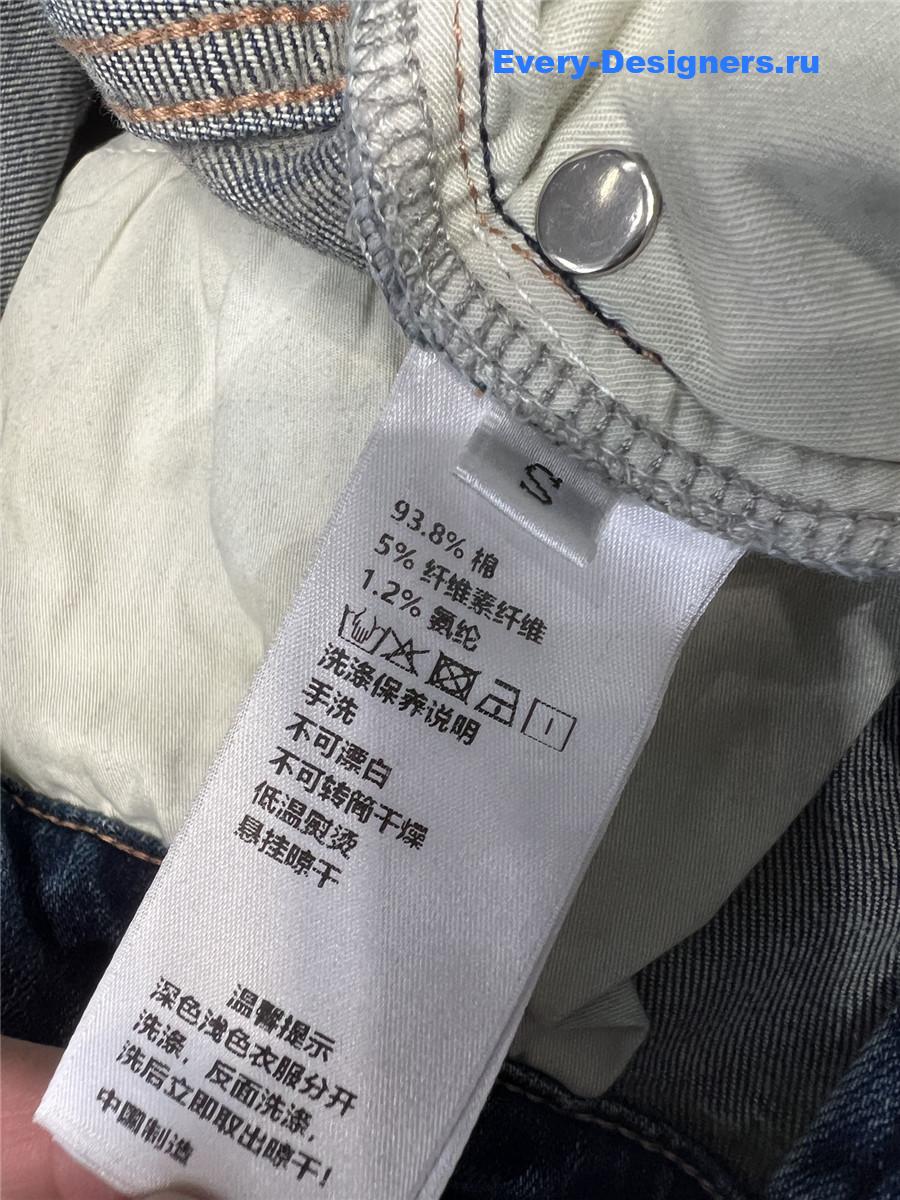 Every-Designers.ru
S
93.8% 棉
5% 纤维素纤维
1.2% 氨纶
洗涤保养说明
手洗
不可漂白
不可转筒干燥
低温熨烫
悬挂晾干
温馨提示
深色浅色衣服分开
洗涤，反面洗涤，
洗后立即取出晾干！
中国制造